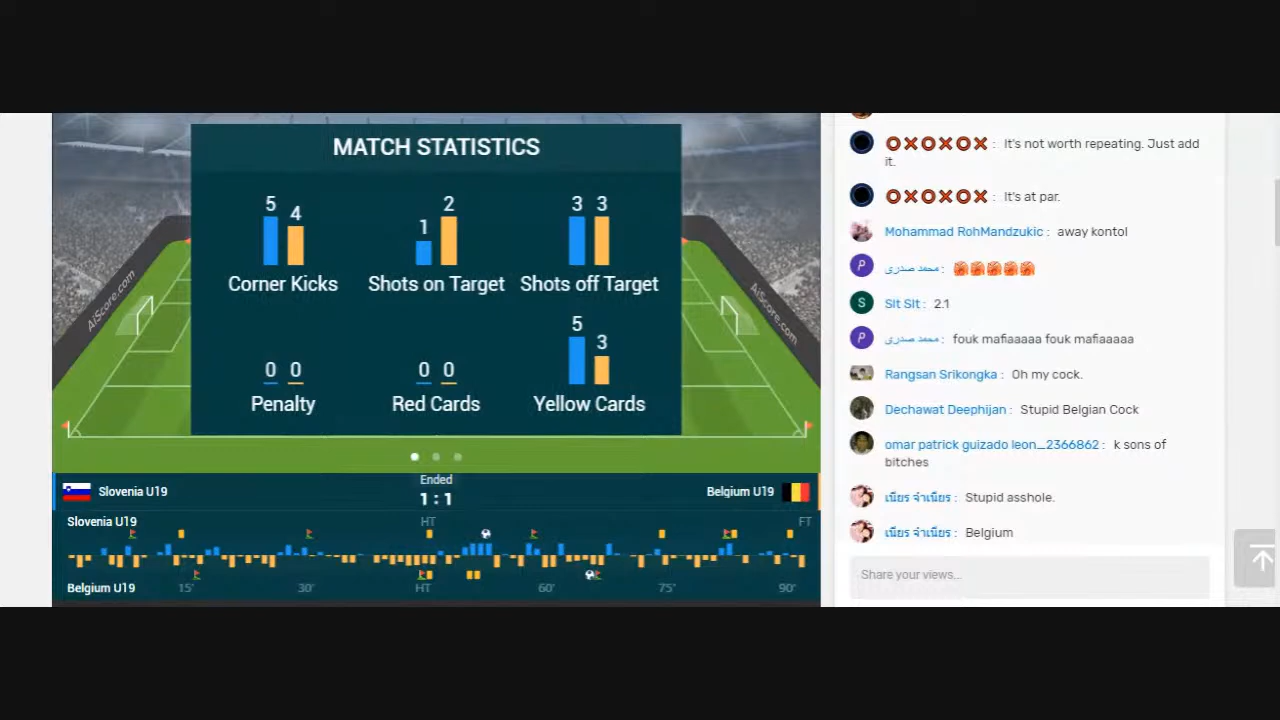 MATCH STATISTICS
5 4
Corner Kicks
1 2
Shots on Target
3 3
Shots off Target
0 0
Penalty
0 0
Red Cards
5 3
Yellow Cards
AiScore.com
AiScore.com
Ended
Slovenia U19
1 : 1
Belgium U19
Slovenia U19
HT
FT
Belgium U19
15'
30'
HT
60'
75'
90'
⭕❌⭕❌⭕❌ : It's not worth repeating. Just add
it.
⭕❌⭕❌⭕❌ : It's at par.
Mohammad RohMandzukic : away kontol
P
محمد صدری :
S
Slt Slt : 2.1
P
محمد صدری : fouk mafiaaaaa fouk mafiaaaaa
Rangsan Srikongka : Oh my cock.
Dechawat Deephijan : Stupid Belgian Cock
omar patrick guizado leon_2366862 : k sons of
bitches
เนียร จำเนียร : Stupid asshole.
เนียร จำเนียร : Belgium
Share your views...